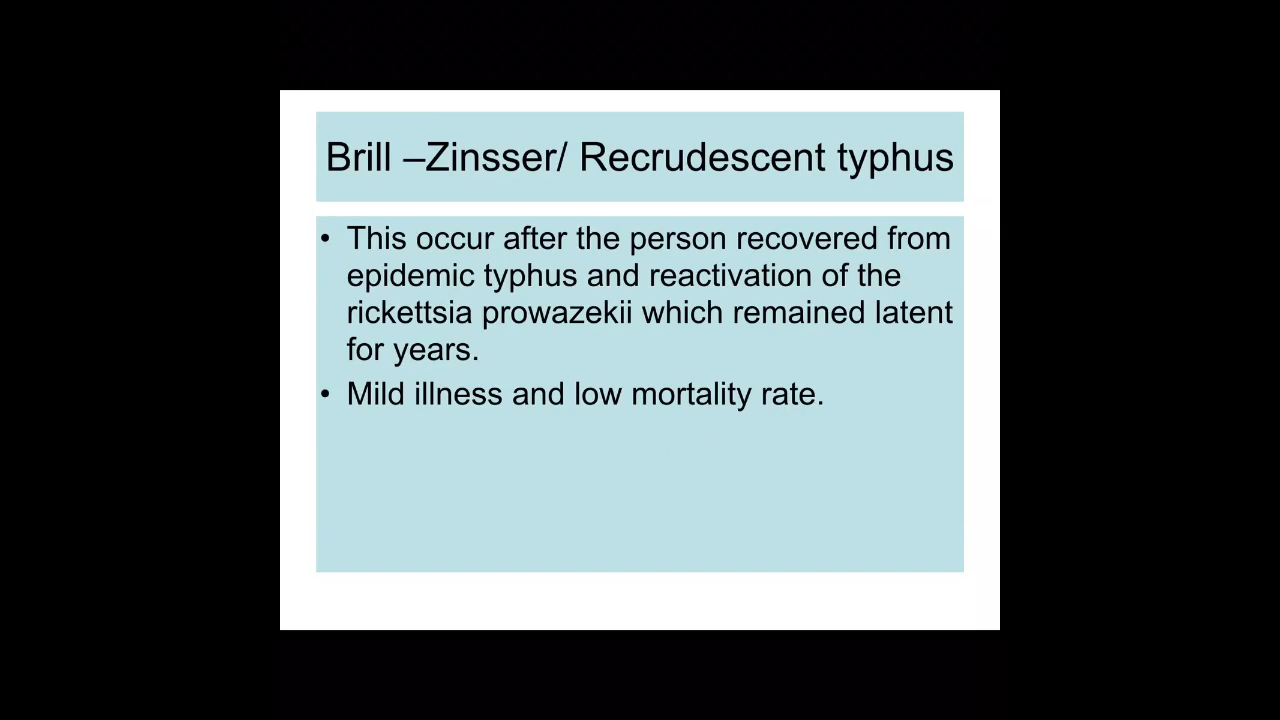 Brill –Zinsser/ Recrudescent typhus
• This occur after the person recovered from
epidemic typhus and reactivation of the
rickettsia prowazekii which remained latent
for years.
• Mild illness and low mortality rate.